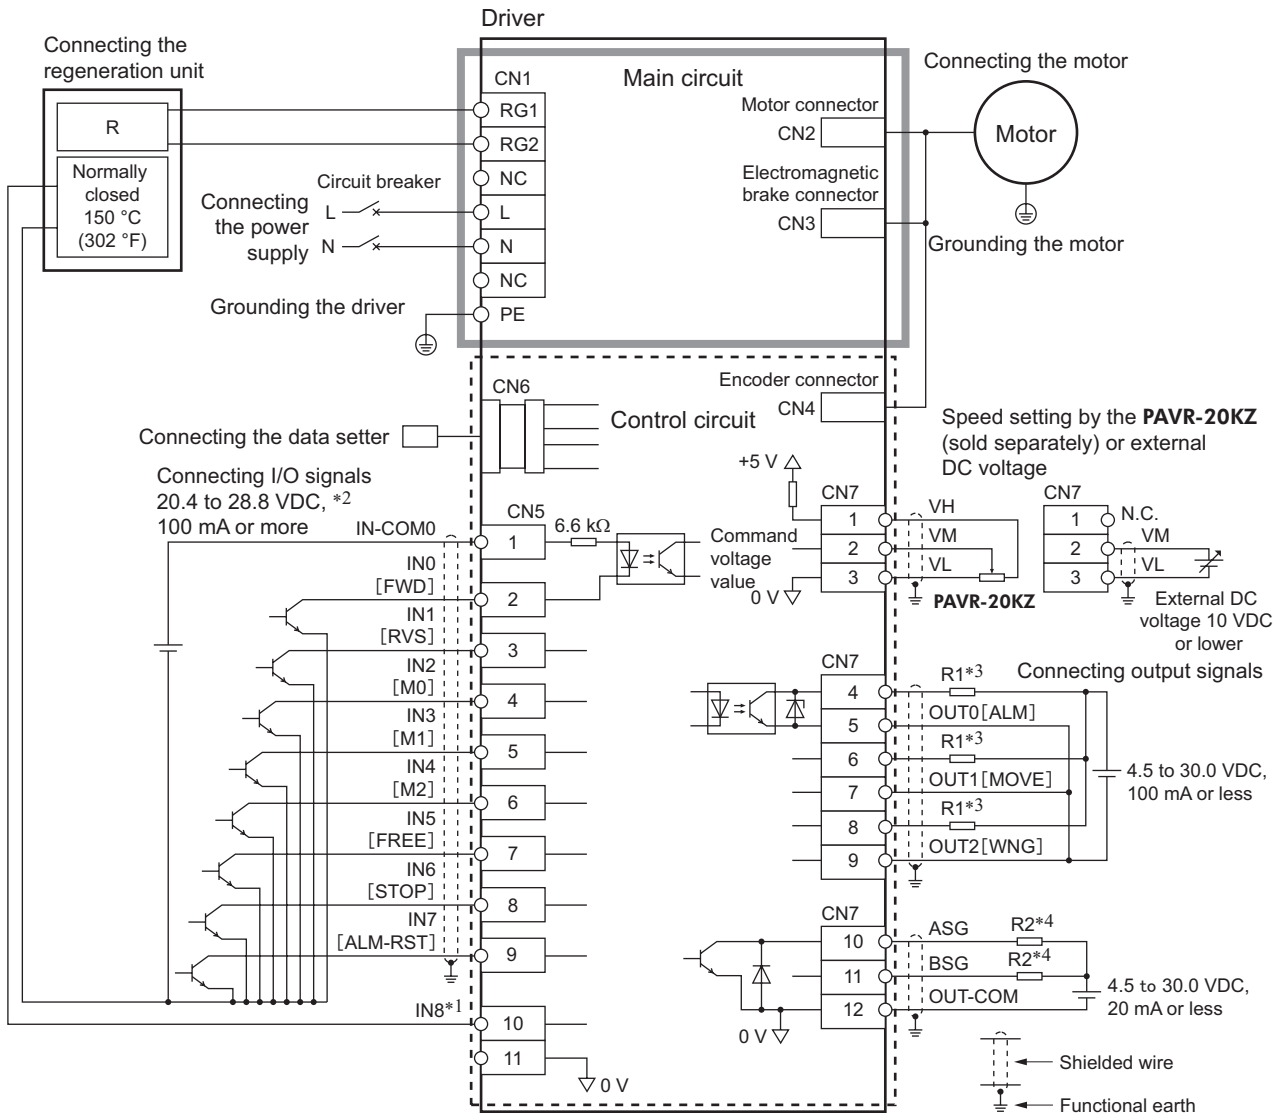 Driver
Connecting the
regeneration unit
R
Normally
closed
150 °C
(302 °F)
Circuit breaker
Connecting
the power
supply
L
N
Grounding the driver
CN1
RG1
RG2
NC
L
N
NC
PE
Main circuit
Motor connector
CN2
Electromagnetic
brake connector
CN3
Connecting the motor
Motor
Grounding the motor
CN6
Control circuit
Encoder connector
CN4
Connecting the data setter
Connecting I/O signals
20.4 to 28.8 VDC, *2
100 mA or more
IN-COM0
IN0
[FWD]
IN1
[RVS]
IN2
[M0]
IN3
[M1]
IN4
[M2]
IN5
[FREE]
IN6
[STOP]
IN7
[ALM-RST]
IN8*1
CN5
1
2
3
4
5
6
7
8
9
10
11
6.6 kΩ
0 V
Command
voltage
value
+5 V
0 V
CN7
1
2
3
VH
VM
VL
PAVR-20KZ
Speed setting by the PAVR-20KZ
(sold separately) or external
DC voltage
CN7
1
2
3
N.C.
VM
VL
External DC
voltage 10 VDC
or lower
Connecting output signals
CN7
4
5
6
7
8
9
R1*3
OUT0[ALM]
R1*3
OUT1[MOVE]
R1*3
OUT2[WNG]
4.5 to 30.0 VDC,
100 mA or less
CN7
10
11
12
0 V
ASG
R2*4
BSG
R2*4
OUT-COM
4.5 to 30.0 VDC,
20 mA or less
Shielded wire
Functional earth